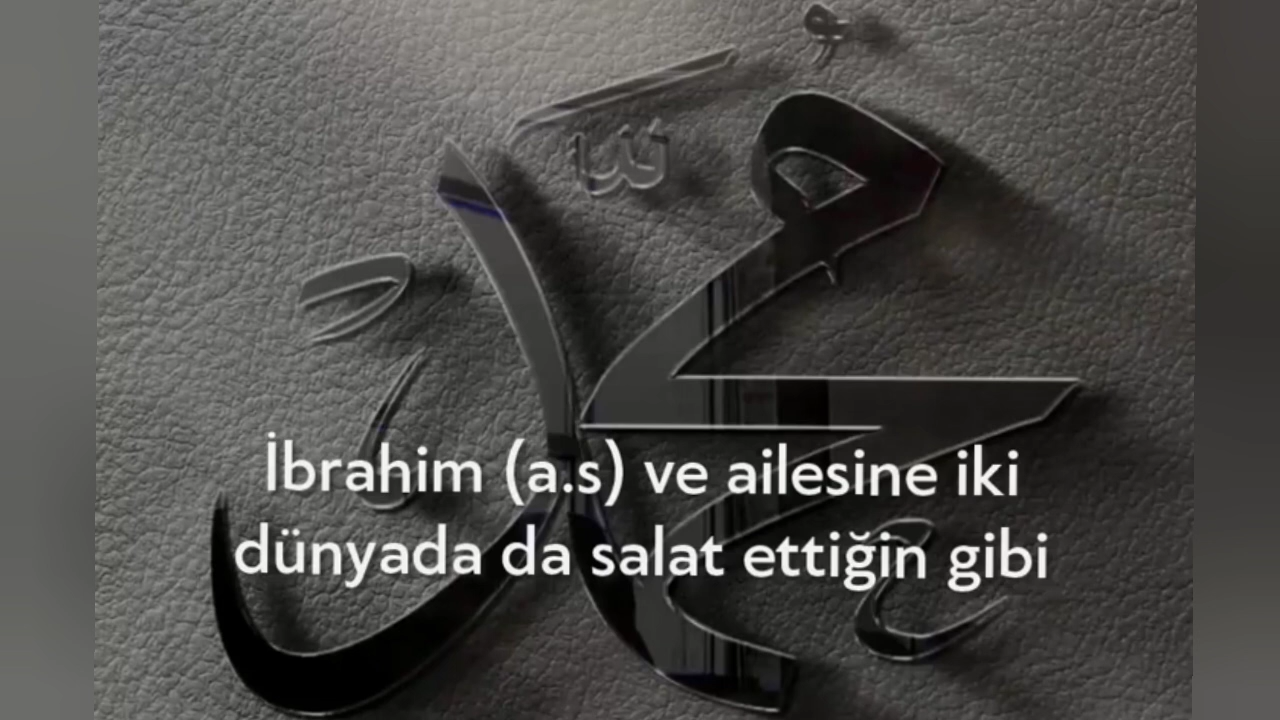 محمد
İbrahim (a.s) ve ailesine iki
dünyada da salat ettiğin gibi